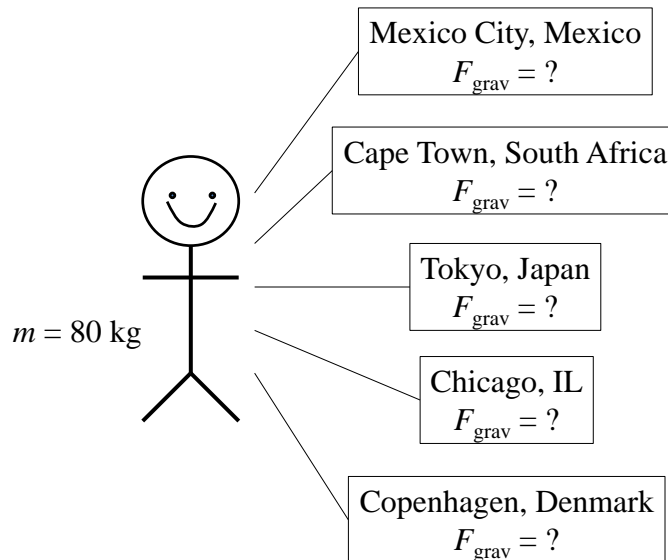 Mexico City, Mexico
F_grav = ?
Cape Town, South Africa
F_grav = ?
Tokyo, Japan
F_grav = ?
m = 80 kg
Chicago, IL
F_grav = ?
Copenhagen, Denmark
F_grav = ?